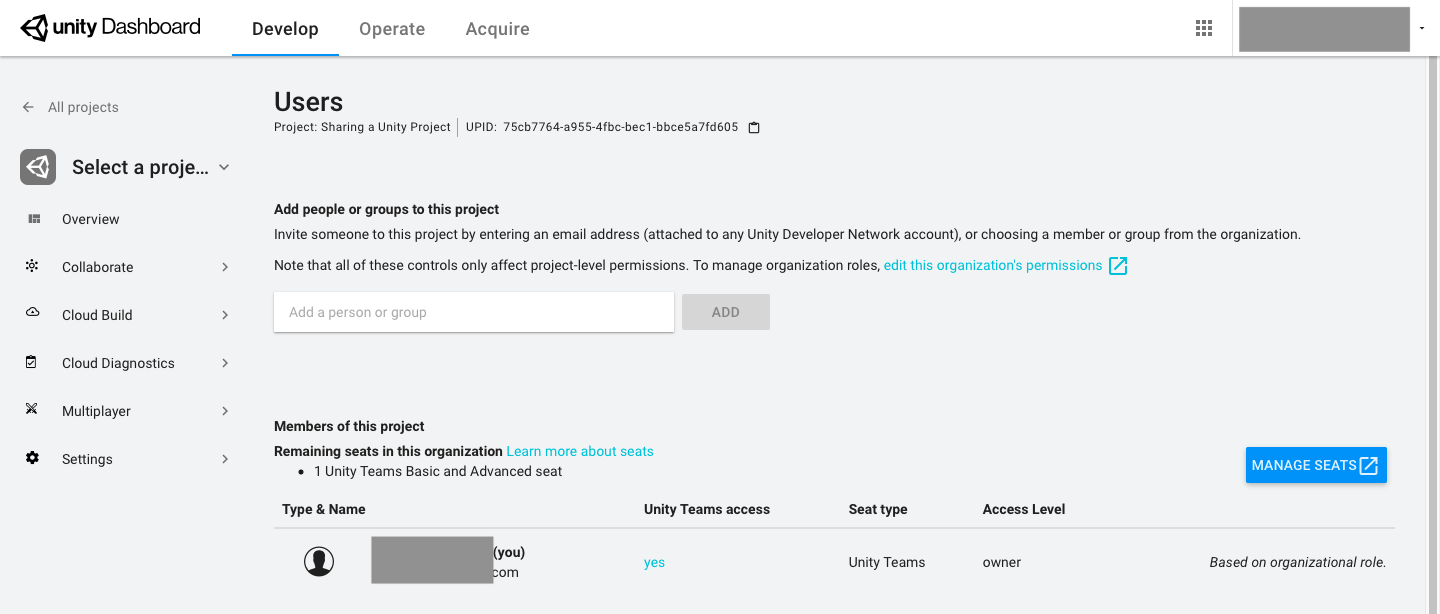 unity Dashboard
Develop
Operate
Acquire
All projects
Select a proje...
Overview
Collaborate
Cloud Build
Cloud Diagnostics
Multiplayer
Settings
Users
Project: Sharing a Unity Project
UPID: 75cb7764-a955-4fbc-bec1-bbce5a7fd605
Add people or groups to this project
Invite someone to this project by entering an email address (attached to any Unity Developer Network account), or choosing a member or group from the organization.
Note that all of these controls only affect project-level permissions. To manage organization roles, edit this organization's permissions
Add a person or group
ADD
Members of this project
Remaining seats in this organization Learn more about seats
• 1 Unity Teams Basic and Advanced seat
MANAGE SEATS
Type & Name
Unity Teams access
Seat type
Access Level
(you)
com
yes
Unity Teams
owner
Based on organizational role.